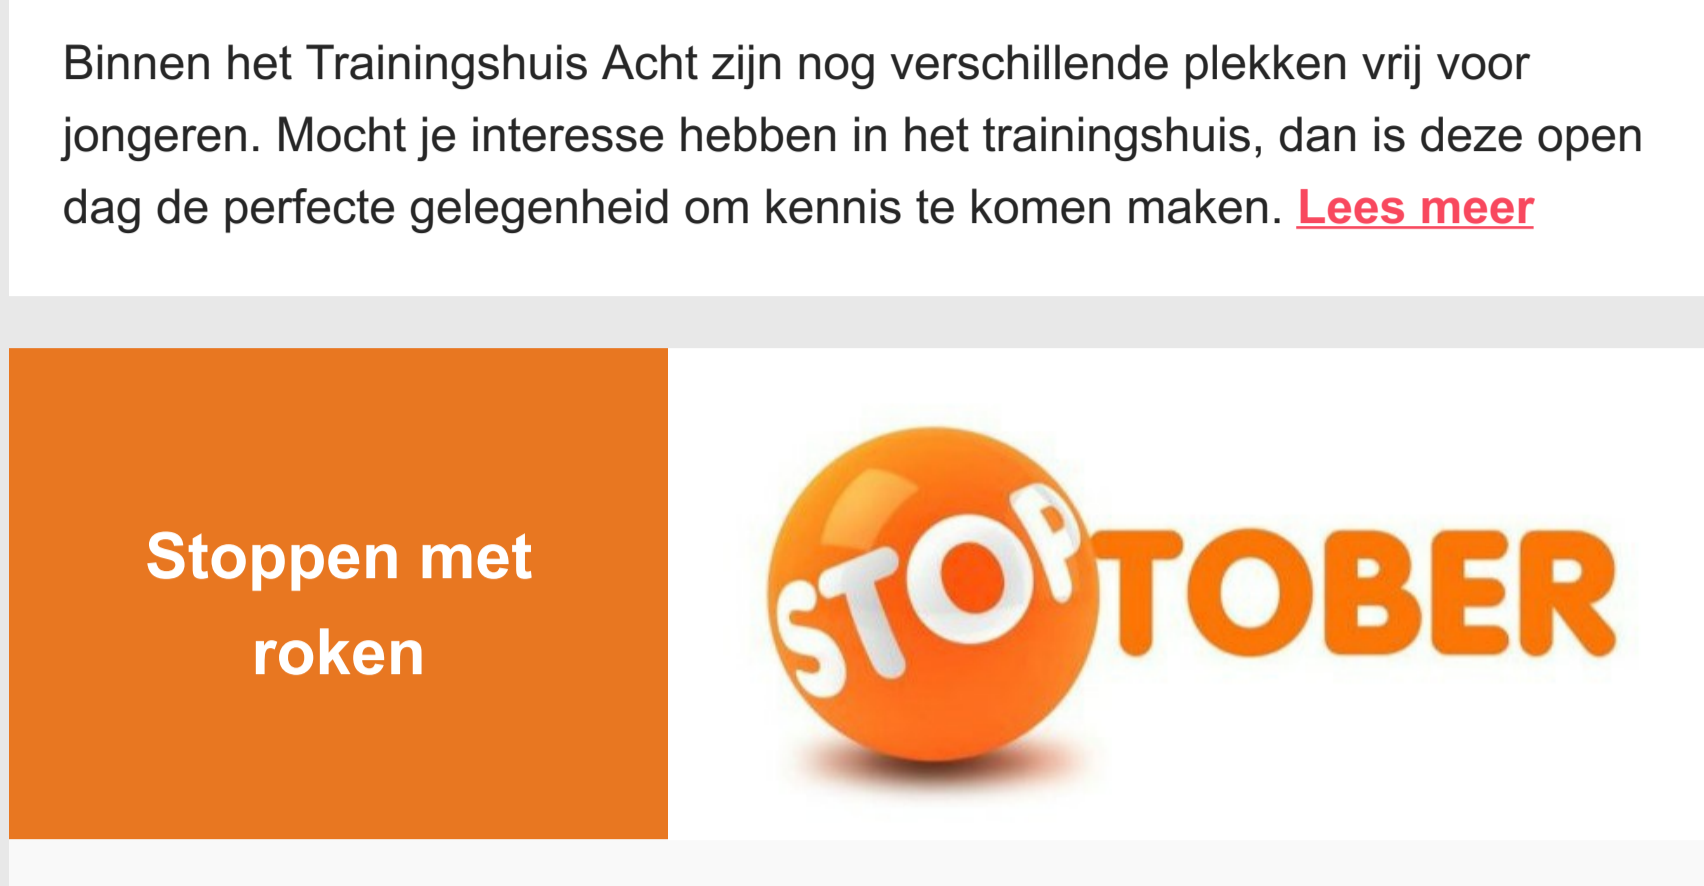 Binnen het Trainingshuis Acht zijn nog verschillende plekken vrij voor
jongeren. Mocht je interesse hebben in het trainingshuis, dan is deze open
dag de perfecte gelegenheid om kennis te komen maken. Lees meer
Stoppen met
roken
STOPTOBER